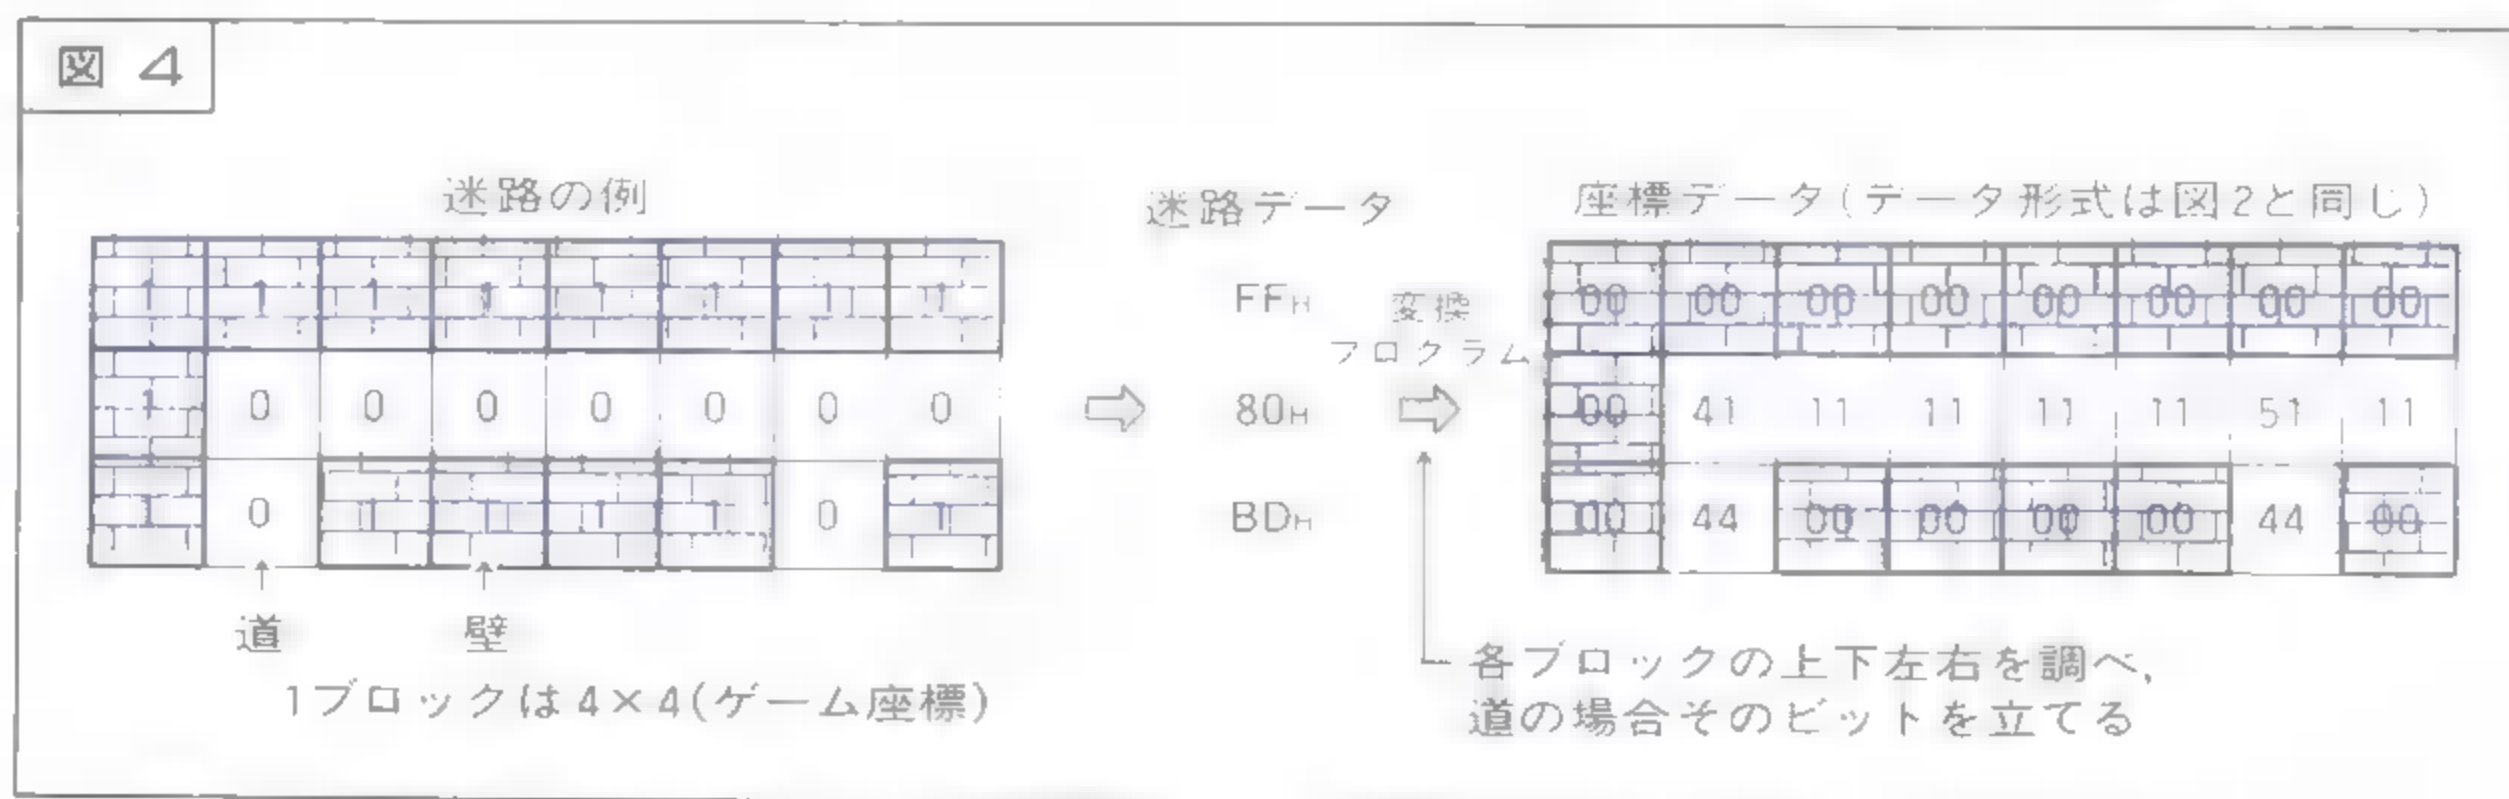 図 4
迷路の例
1 1 1 1 1 1 1 1
1 0 0 0 0 0 0 0
1 0 1 1 1 1 0 1
道
壁
1ブロックは4×4(ゲーム座標)
迷路データ
FFH
80H
BDH
変換
プログラム
座標データ(データ形式は図2と同じ)
00 00 00 00 00 00 00 00
00 41 11 11 11 11 51 11
00 44 00 00 00 00 44 00
各ブロックの上下左右を調べ,
道の場合そのビットを立てる